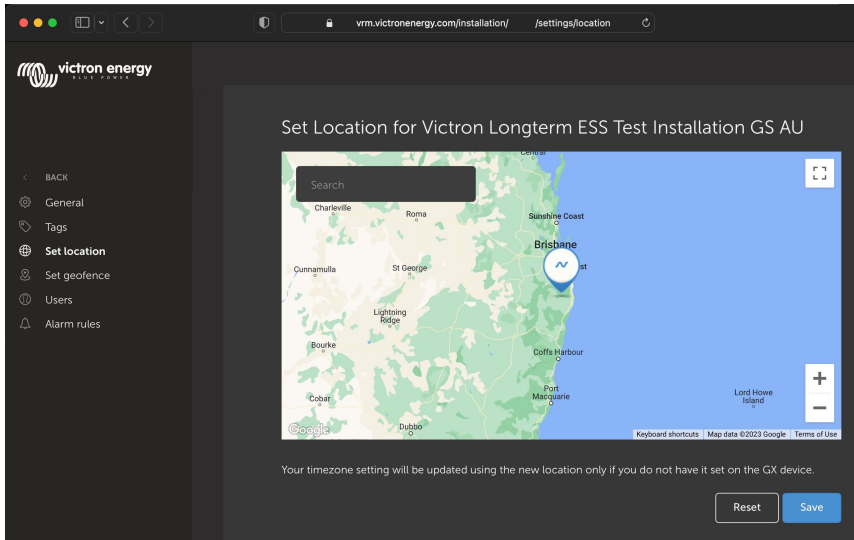 vrm.victronenergy.com/installation/ /settings/location
victron energy
BLUE POWER
BACK
General
Tags
Set location
Set geofence
Users
Alarm rules
Set Location for Victron Longterm ESS Test Installation GS AU
Search
Central
Charleville
Roma
Sunshine Coast
Brisbane
st
Cunnamulla
St George
Lightning
Ridge
Bourke
Coffs Harbour
Port
Macquarie
Cobar
Lord Howe
Island
Dubbo
Google
Keyboard shortcuts
Map data ©2023 Google
Terms of Use
Your timezone setting will be updated using the new location only if you do not have it set on the GX device.
Reset
Save